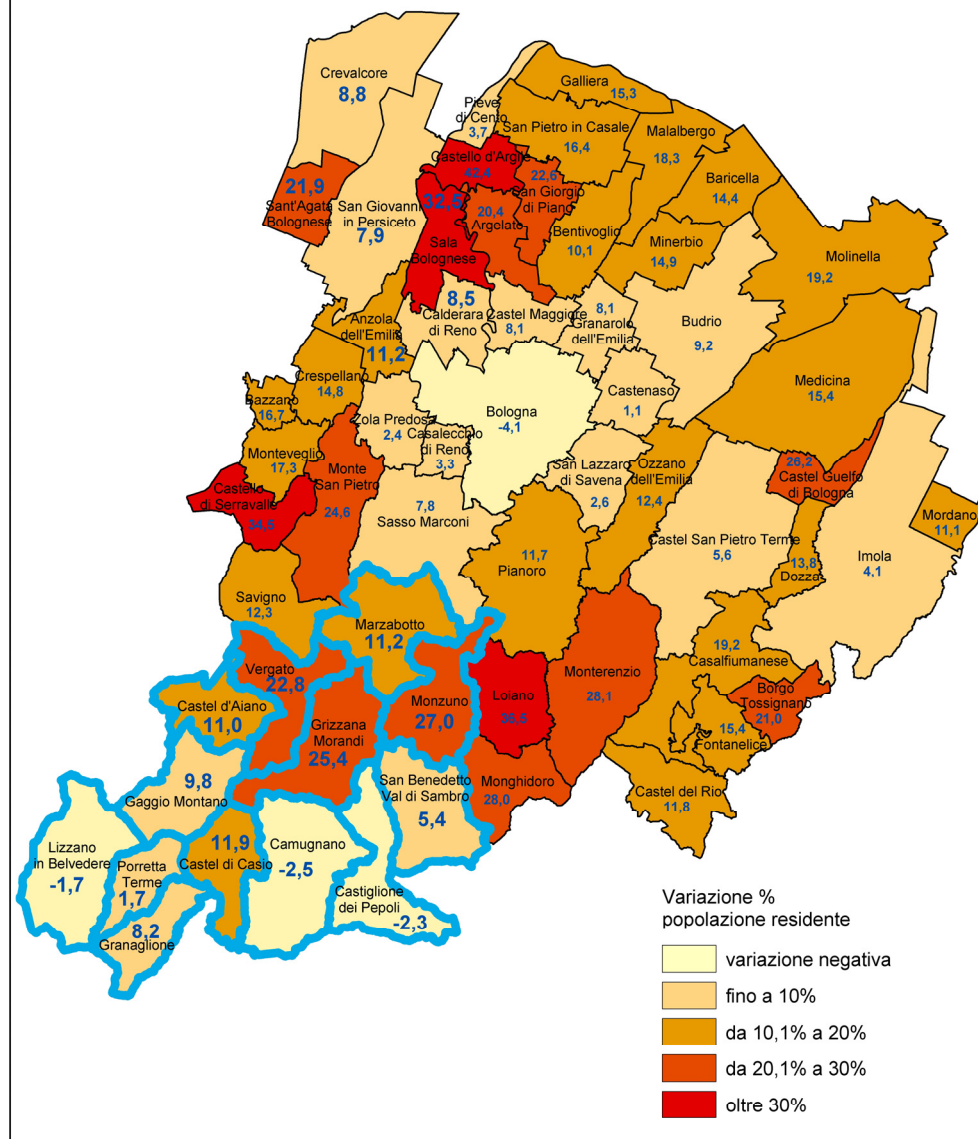 Crevalcore
8,8
Galliera
15,3
Pieve
di Cento
3,7
San Pietro in Casale
16,4
Malalbergo
18,3
Castello d'Argile
42,4
21,9
Sant'Agata
Bolognese
San Giovanni
in Persiceto
7,9
32,5
Sala
Bolognese
20,4
Argelato
22,6
San Giorgio
di Piano
Baricella
14,4
Bentivoglio
10,1
Minerbio
14,9
Molinella
19,2
8,5
Calderara
di Reno
Castel Maggiore
8,1
8,1
Granarolo
dell'Emilia
Budrio
9,2
Anzola
dell'Emilia
11,2
Crespellano
14,8
Bazzano
16,7
Medicina
15,4
Castenaso
1,1
Bologna
-4,1
Zola Predosa
2,4
Casalecchio
di Reno
3,3
Monteveglio
17,3
Monte
San Pietro
24,6
San Lazzaro
di Savena
2,6
Ozzano
dell'Emilia
12,4
26,2
Castel Guelfo
di Bologna
Castello
di Serravalle
34,5
7,8
Sasso Marconi
Mordano
11,1
Castel San Pietro Terme
5,6
Imola
4,1
11,7
Pianoro
13,8
Dozza
Savigno
12,3
Marzabotto
11,2
19,2
Casalfiumanese
Vergato
22,8
Monterenzio
28,1
Loiano
36,5
Monzuno
27,0
Borgo
Tossignano
21,0
Castel d'Aiano
11,0
Grizzana
Morandi
25,4
15,4
Fontanelice
9,8
Gaggio Montano
San Benedetto
Val di Sambro
5,4
Monghidoro
28,0
Castel del Rio
11,8
Lizzano
in Belvedere
-1,7
11,9
Castel di Casio
Camugnano
-2,5
Porretta
Terme
1,7
Castiglione
dei Pepoli
-2,3
8,2
Granaglione
Variazione %
popolazione residente
variazione negativa
fino a 10%
da 10,1% a 20%
da 20,1% a 30%
oltre 30%